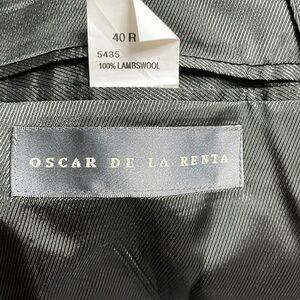 40 R
5435
100% LAMBSWOOL
OSCAR DE LA RENTA